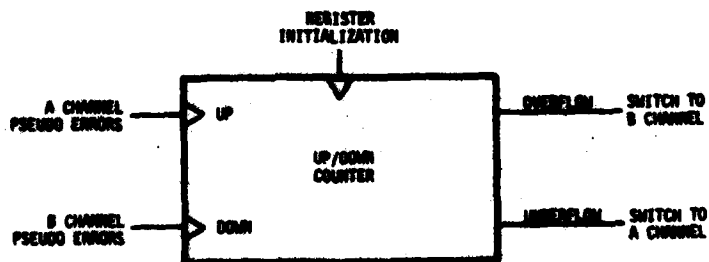 REGISTER
INITIALIZATION
A CHANNEL
PSEUDO ERRORS
UP
OVERFLOW
SWITCH TO
B CHANNEL
UP/DOWN
COUNTER
B CHANNEL
PSEUDO ERRORS
DOWN
UNDERFLOW
SWITCH TO
A CHANNEL